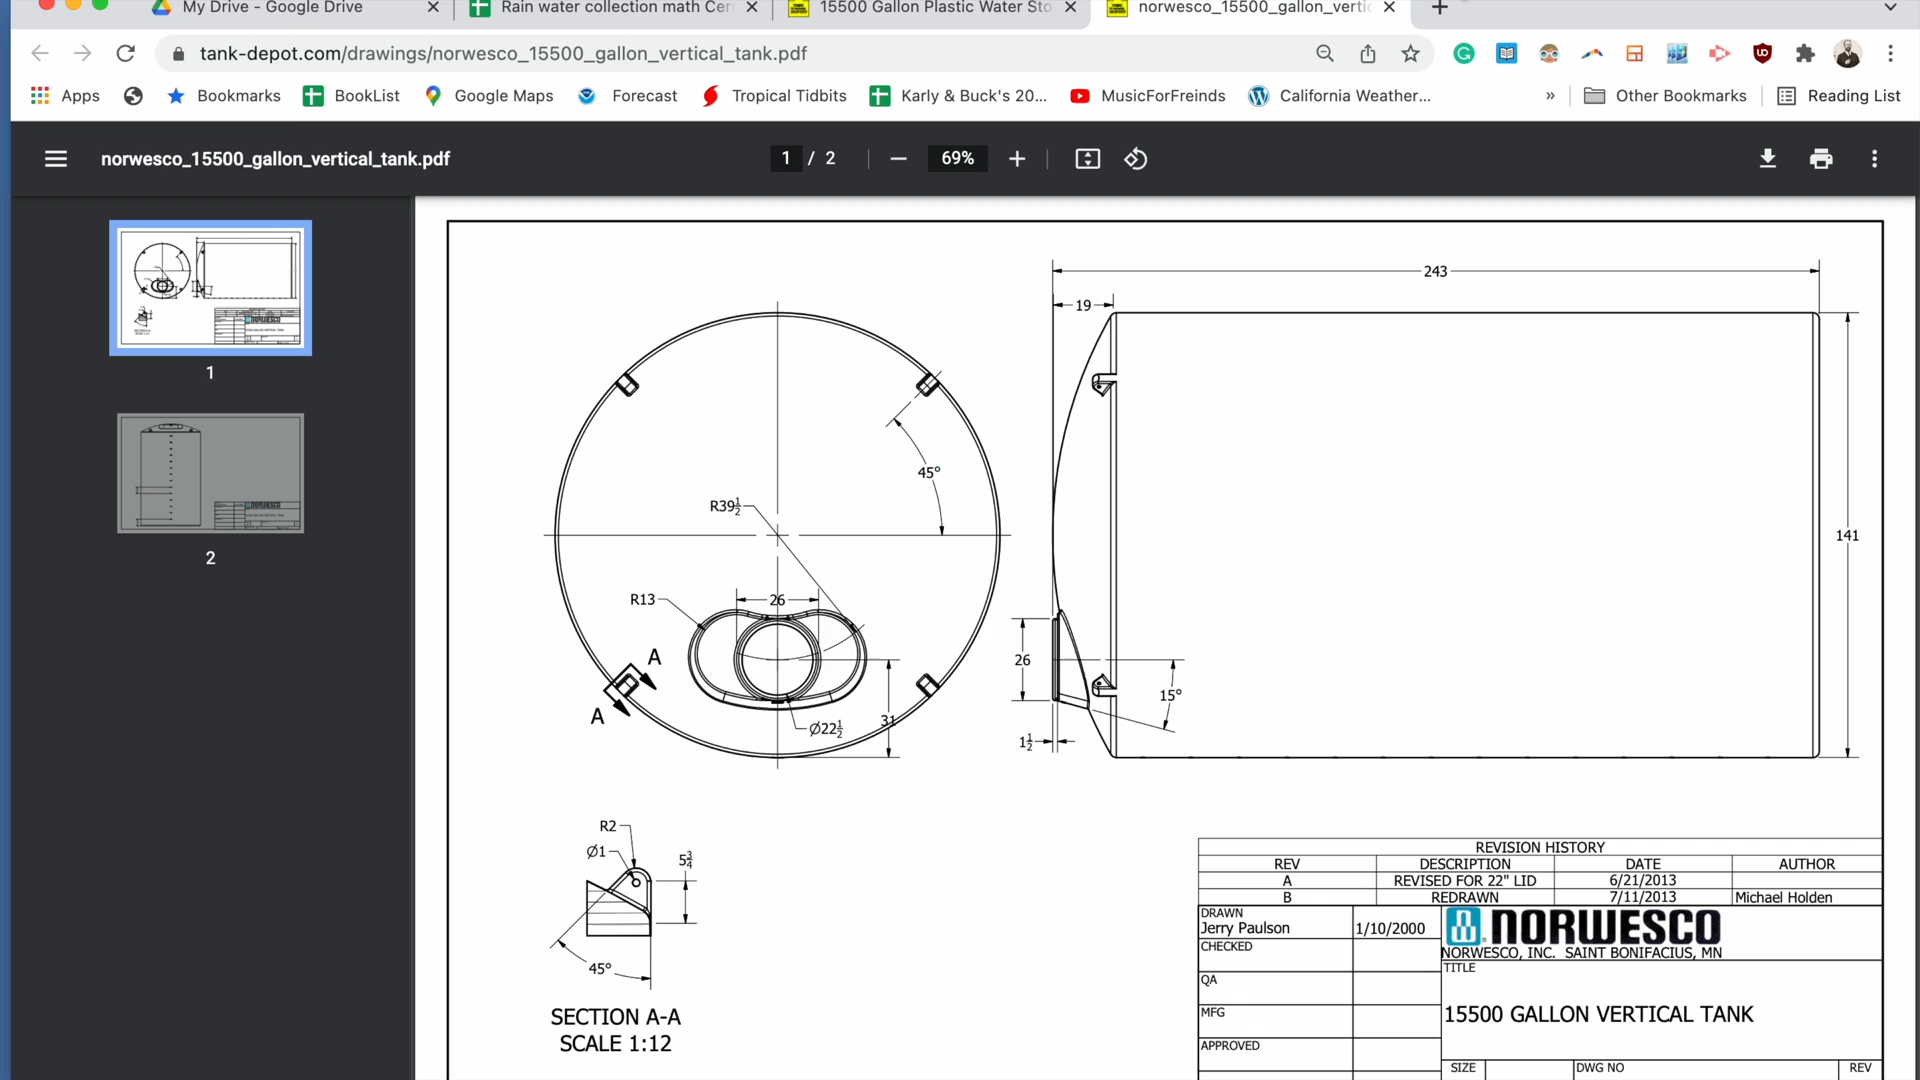 My Drive - Google Drive
Rain water collection math Cer
15500 Gallon Plastic Water Sto
norwesco_15500_gallon_vertic
tank-depot.com/drawings/norwesco_15500_gallon_vertical_tank.pdf
Apps
Bookmarks
BookList
Google Maps
Forecast
Tropical Tidbits
Karly & Buck's 20...
MusicForFreinds
California Weather...
»
Other Bookmarks
Reading List
norwesco_15500_gallon_vertical_tank.pdf
1 / 2
69%
1
2
243
19
45°
R39½
141
R13
26
26
15°
A
A
31
Ø22½
1½
R2
Ø1
5¾
45°
SECTION A-A
SCALE 1:12
REVISION HISTORY
REV DESCRIPTION DATE AUTHOR
A REVISED FOR 22" LID 6/21/2013
B REDRAWN 7/11/2013 Michael Holden
DRAWN
Jerry Paulson 1/10/2000
CHECKED
QA
MFG
APPROVED
NORWESCO
NORWESCO, INC. SAINT BONIFACIUS, MN
TITLE
15500 GALLON VERTICAL TANK
SIZE DWG NO REV